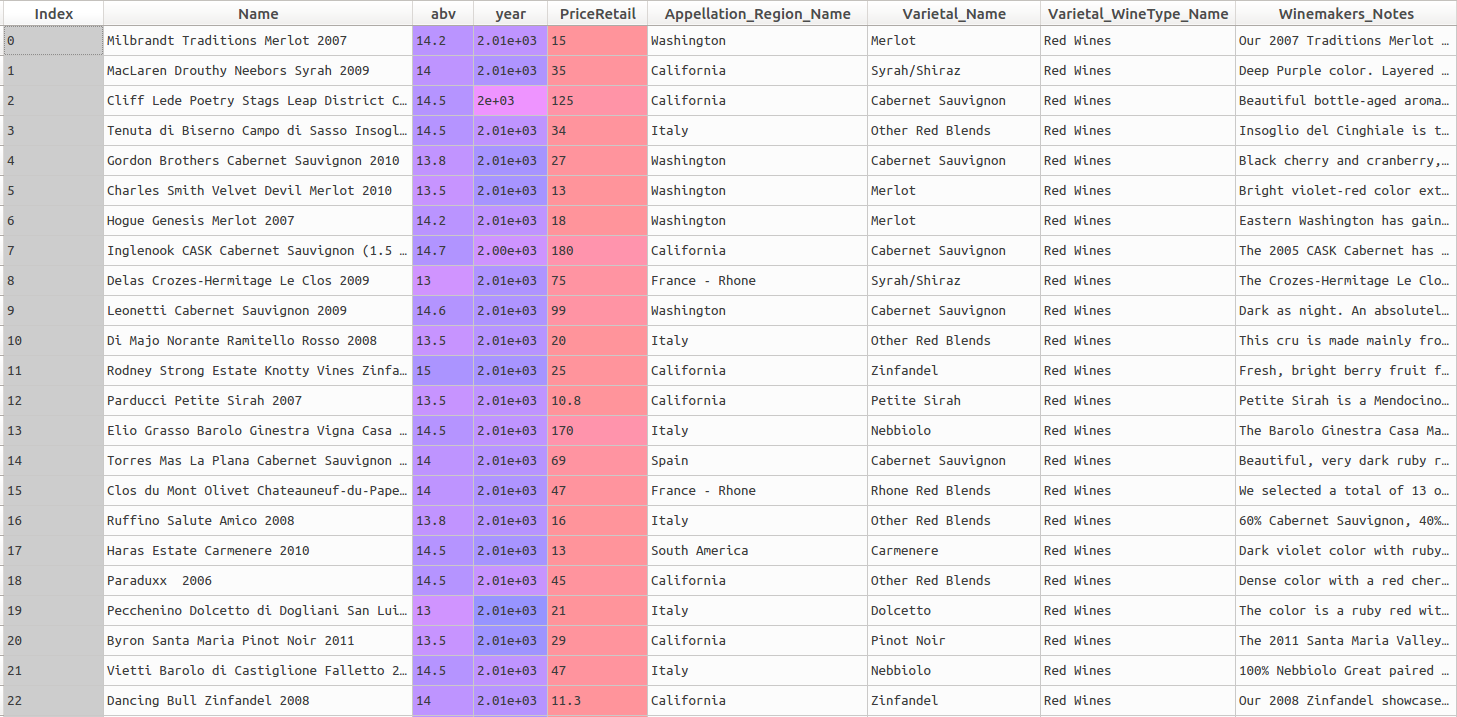 Index Name abv year PriceRetail Appellation_Region_Name Varietal_Name Varietal_WineType_Name Winemakers_Notes
0 Milbrandt Traditions Merlot 2007 14.2 2.01e+03 15 Washington Merlot Red Wines Our 2007 Traditions Merlot …
1 MacLaren Drouthy Neebors Syrah 2009 14 2.01e+03 35 California Syrah/Shiraz Red Wines Deep Purple color. Layered …
2 Cliff Lede Poetry Stags Leap District C… 14.5 2e+03 125 California Cabernet Sauvignon Red Wines Beautiful bottle-aged aroma…
3 Tenuta di Biserno Campo di Sasso Insogl… 14.5 2.01e+03 34 Italy Other Red Blends Red Wines Insoglio del Cinghiale is t…
4 Gordon Brothers Cabernet Sauvignon 2010 13.8 2.01e+03 27 Washington Cabernet Sauvignon Red Wines Black cherry and cranberry,…
5 Charles Smith Velvet Devil Merlot 2010 13.5 2.01e+03 13 Washington Merlot Red Wines Bright violet-red color ext…
6 Hogue Genesis Merlot 2007 14.2 2.01e+03 18 Washington Merlot Red Wines Eastern Washington has gain…
7 Inglenook CASK Cabernet Sauvignon (1.5 … 14.7 2.00e+03 180 California Cabernet Sauvignon Red Wines The 2005 CASK Cabernet has …
8 Delas Crozes-Hermitage Le Clos 2009 13 2.01e+03 75 France - Rhone Syrah/Shiraz Red Wines The Crozes-Hermitage Le Clo…
9 Leonetti Cabernet Sauvignon 2009 14.6 2.01e+03 99 Washington Cabernet Sauvignon Red Wines Dark as night. An absolutel…
10 Di Majo Norante Ramitello Rosso 2008 13.5 2.01e+03 20 Italy Other Red Blends Red Wines This cru is made mainly fro…
11 Rodney Strong Estate Knotty Vines Zinfa… 15 2.01e+03 25 California Zinfandel Red Wines Fresh, bright berry fruit f…
12 Parducci Petite Sirah 2007 13.5 2.01e+03 10.8 California Petite Sirah Red Wines Petite Sirah is a Mendocino…
13 Elio Grasso Barolo Ginestra Vigna Casa … 14.5 2.01e+03 170 Italy Nebbiolo Red Wines The Barolo Ginestra Casa Ma…
14 Torres Mas La Plana Cabernet Sauvignon … 14 2.01e+03 69 Spain Cabernet Sauvignon Red Wines Beautiful, very dark ruby r…
15 Clos du Mont Olivet Chateauneuf-du-Pape… 14 2.01e+03 47 France - Rhone Rhone Red Blends Red Wines We selected a total of 13 o…
16 Ruffino Salute Amico 2008 13.8 2.01e+03 16 Italy Other Red Blends Red Wines 60% Cabernet Sauvignon, 40%…
17 Haras Estate Carmenere 2010 14.5 2.01e+03 13 South America Carmenere Red Wines Dark violet color with ruby…
18 Paraduxx 2006 14.5 2.01e+03 45 California Other Red Blends Red Wines Dense color with a red cher…
19 Pecchenino Dolcetto di Dogliani San Lui… 13 2.01e+03 21 Italy Dolcetto Red Wines The color is a ruby red wit…
20 Byron Santa Maria Pinot Noir 2011 13.5 2.01e+03 29 California Pinot Noir Red Wines The 2011 Santa Maria Valley…
21 Vietti Barolo di Castiglione Falletto 2… 14.5 2.01e+03 47 Italy Nebbiolo Red Wines 100% Nebbiolo Great paired …
22 Dancing Bull Zinfandel 2008 14 2.01e+03 11.3 California Zinfandel Red Wines Our 2008 Zinfandel showcase…